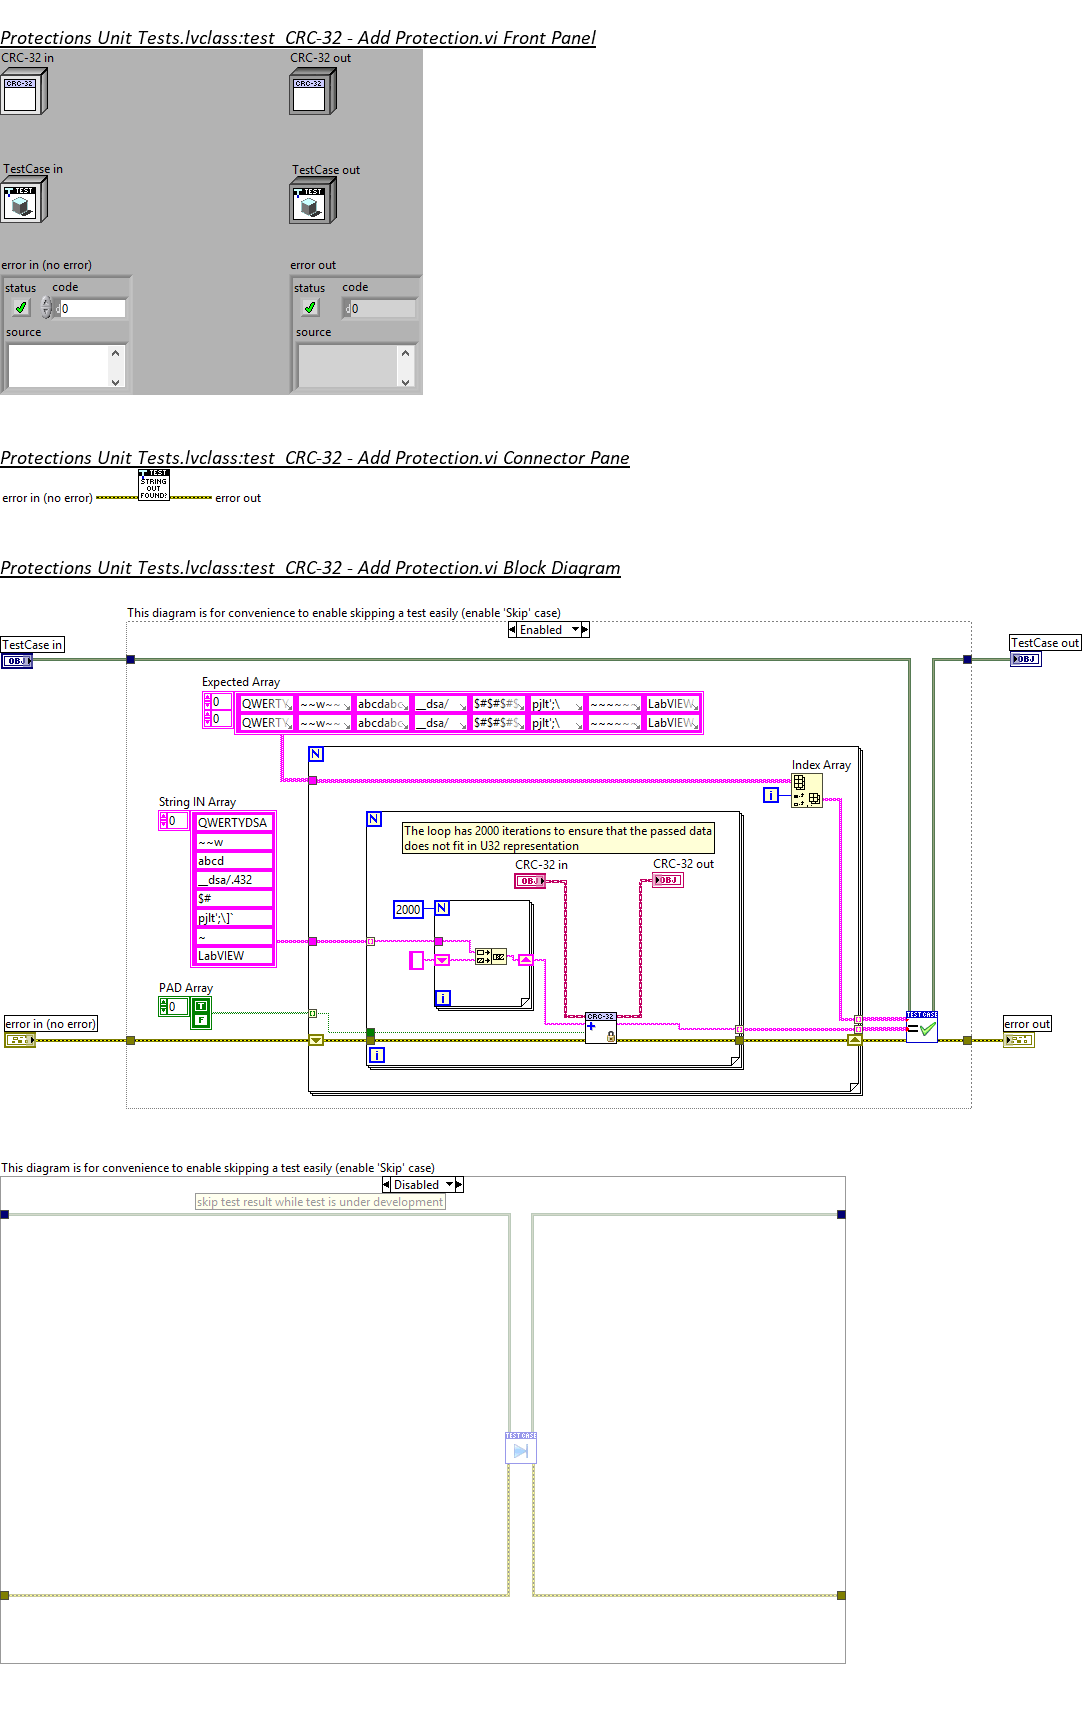 Protections Unit Tests.lvclass:test CRC-32 - Add Protection.vi Front Panel
CRC-32 in
CRC-32 out
CRC-32
CRC-32
TestCase in
TestCase out
TEST
TEST
error in (no error)
error out
status code
status code
d 0
d 0
source
source
Protections Unit Tests.lvclass:test CRC-32 - Add Protection.vi Connector Pane
TEST
STRING
OUT
FOUND?
error in (no error)
error out
Protections Unit Tests.lvclass:test CRC-32 - Add Protection.vi Block Diagram
This diagram is for convenience to enable skipping a test easily (enable 'Skip' case)
Enabled
TestCase in
OBJ
TestCase out
OBJ
Expected Array
0 QWERTY ~~w~~ abcdabc __dsa/ $#$#$#$ pjlt';\ ~~~~~~ LabVIEW
0 QWERTY ~~w~~ abcdabc __dsa/ $#$#$#$ pjlt';\ ~~~~~~ LabVIEW
N
Index Array
i
String IN Array
0 QWERTYDSA
~~w
abcd
__dsa/.432
$#
pjlt';\]`
~
LabVIEW
N
The loop has 2000 iterations to ensure that the passed data
does not fit in U32 representation
CRC-32 in
OBJ
CRC-32 out
OBJ
2000
N
i
PAD Array
0 T
F
CRC-32
TEST CASE
error in (no error)
error out
i
This diagram is for convenience to enable skipping a test easily (enable 'Skip' case)
Disabled
skip test result while test is under development
TEST CASE